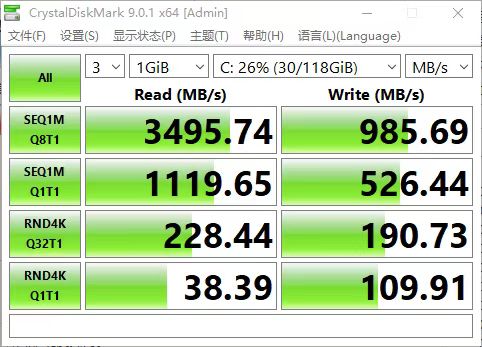 CrystalDiskMark 9.0.1 x64 [Admin]
文件(F) 设置(S) 显示状态(P) 主题(T) 帮助(H) 语言(L)(Language)
All 3 1GiB C: 26% (30/118GiB) MB/s
Read (MB/s) Write (MB/s)
SEQ1M
Q8T1 3495.74 985.69
SEQ1M
Q1T1 1119.65 526.44
RND4K
Q32T1 228.44 190.73
RND4K
Q1T1 38.39 109.91